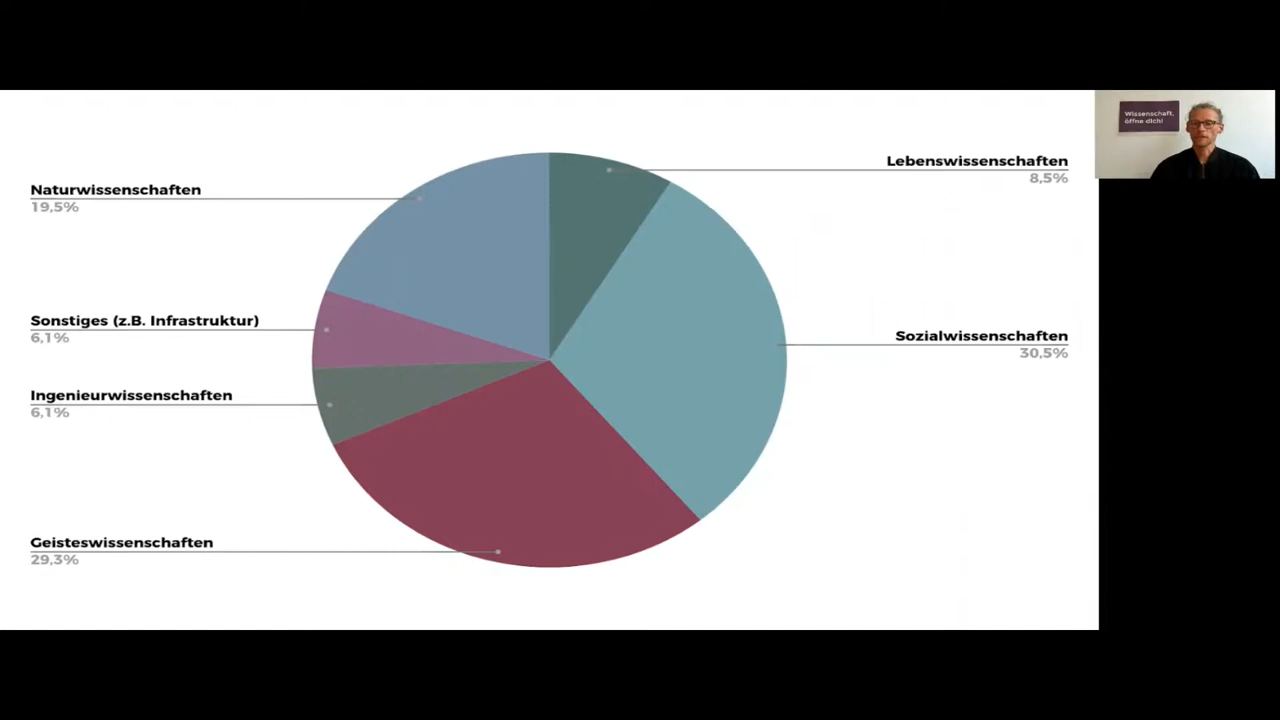 Lebenswissenschaften
8,5%
Naturwissenschaften
19,5%
Sonstiges (z.B. Infrastruktur)
6,1%
Sozialwissenschaften
30,5%
Ingenieurwissenschaften
6,1%
Geisteswissenschaften
29,3%
Wissenschaft,
öffne dich!